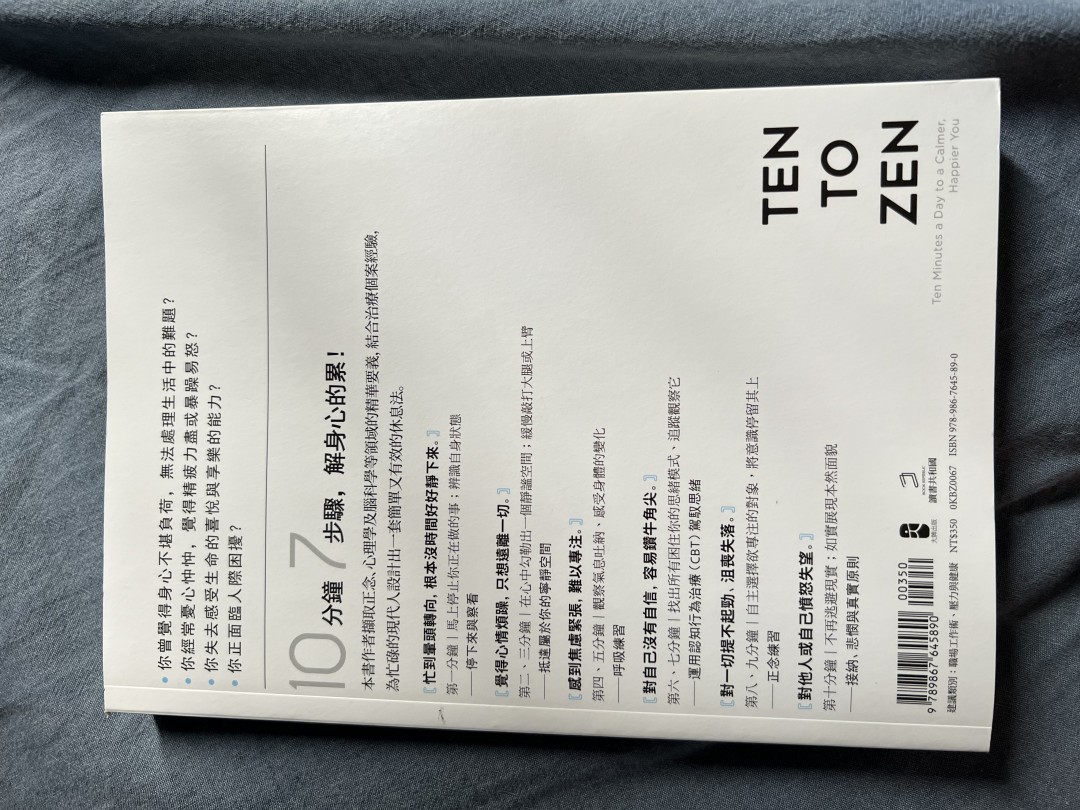 • 你曾覺得身心不堪負荷，無法處理生活中的難題？
• 你經常憂心忡忡，覺得精疲力盡或暴躁易怒？
• 你失去感受生命的喜悅與享樂的能力？
• 你正面臨人際困擾？
10分鐘7步驟，解身心的累！
本書作者擷取正念、心理學及腦科學等領域的精華要義，結合治療個案經驗，
為忙碌的現代人設計出一套簡單又有效的休息法。
〖忙到暈頭轉向，根本沒時間好好靜下來。〗
第一分鐘｜馬上停止你正在做的事；辨識自身狀態
——停下來與察看
〖覺得心情煩躁，只想遠離一切。〗
第二、三分鐘｜在心中勾勒出一個靜謐空間；緩慢敲打大腿或上臂
——抵達屬於你的寧靜空間
〖感到焦慮緊張，難以專注。〗
第四、五分鐘｜觀察氣息吐納、感受身體的變化
——呼吸練習
〖對自己沒有自信，容易鑽牛角尖。〗
第六、七分鐘｜找出所有困住你的思緒模式、追蹤觀察它
——運用認知行為治療（CBT）駕馭思緒
〖對一切提不起勁、沮喪失落。〗
第八、九分鐘｜自主選擇欲專注的對象，將意識停留其上
——正念練習
〖對他人或自己憤怒失望。〗
第十分鐘｜不再逃避現實；如實展現本然面貌
——接納、悲憫與真實原則
TEN
TO
ZEN
Ten Minutes a Day to a Calmer,
Happier You
00350
9 789867 645890
大牌出版
讀書共和國
建議類別：職場工作術、壓力與健康 NT$350 0KBZ0067 ISBN 978-986-7645-89-0